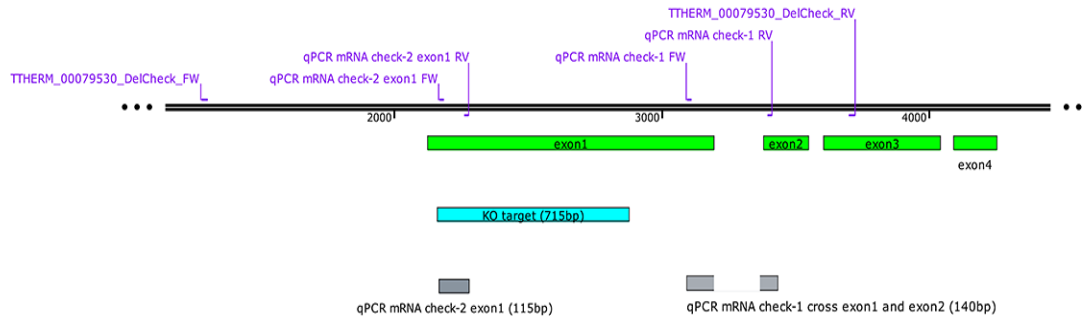 TTHERM_00079530_DelCheck_RV
qPCR mRNA check-1 RV
qPCR mRNA check-2 exon1 RV
qPCR mRNA check-1 FW
TTHERM_00079530_DelCheck_FW
qPCR mRNA check-2 exon1 FW
2000
3000
4000
exon1
exon2
exon3
exon4
KO target (715bp)
qPCR mRNA check-2 exon1 (115bp)
qPCR mRNA check-1 cross exon1 and exon2 (140bp)